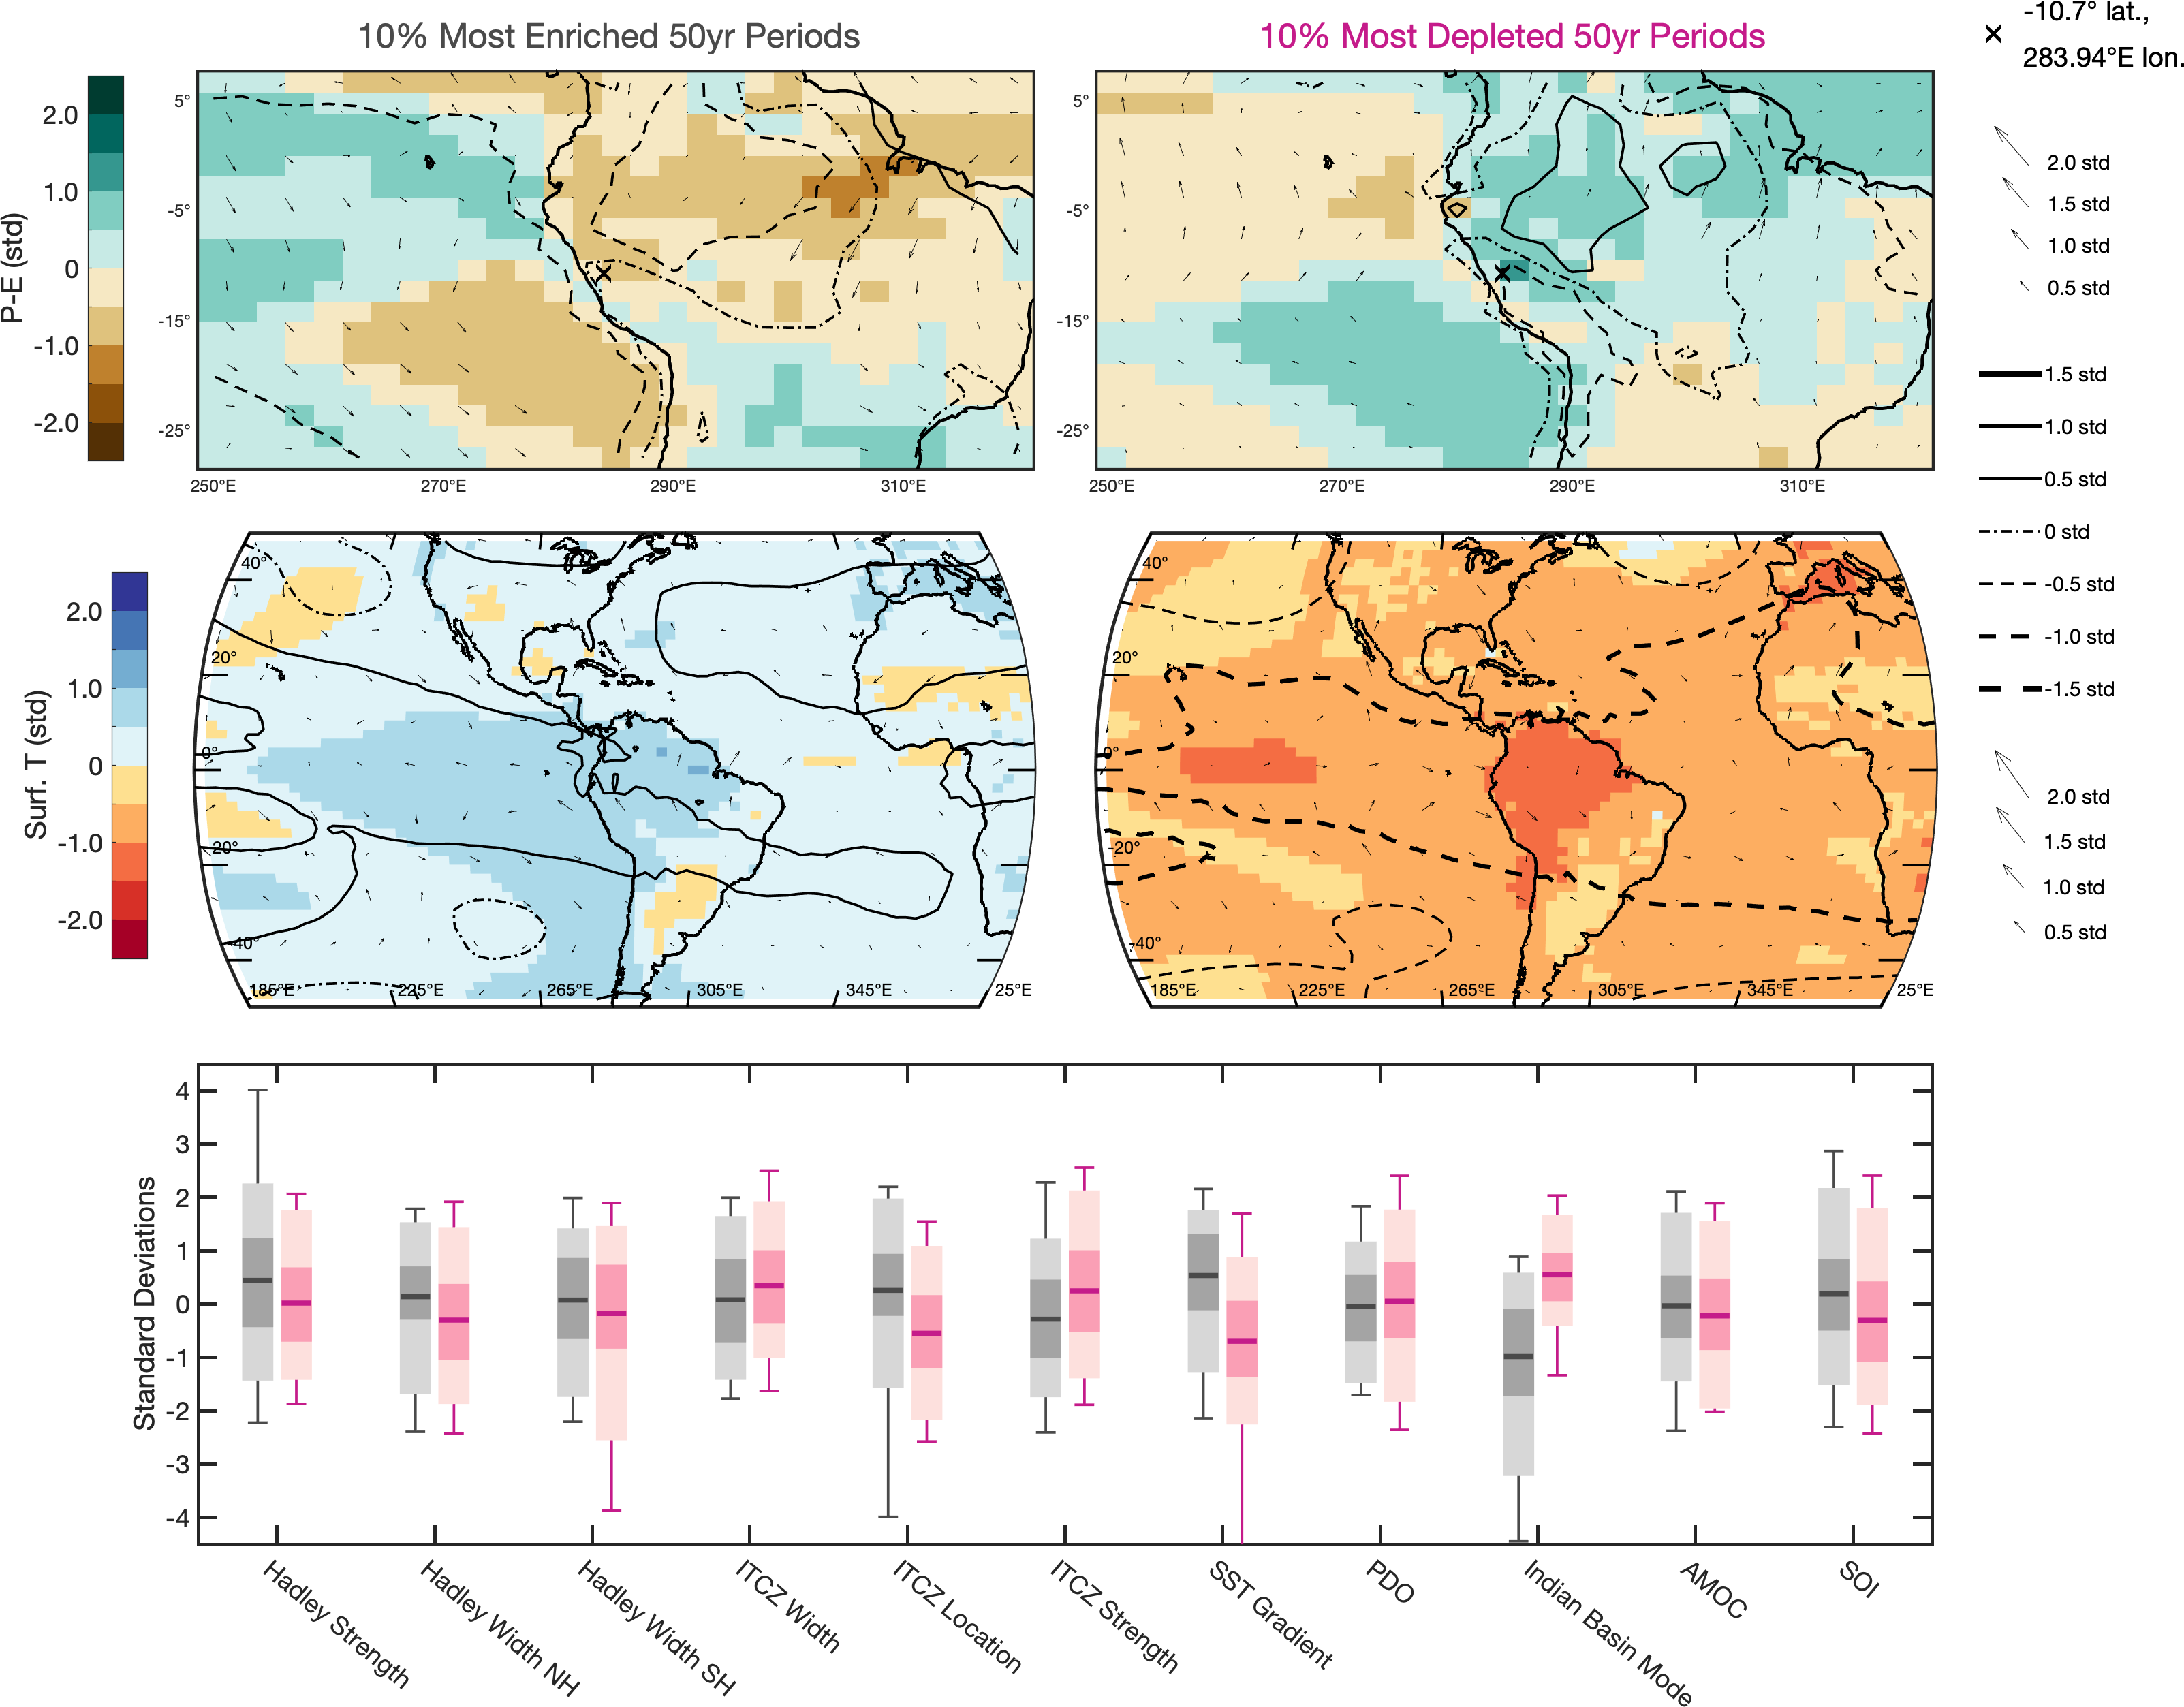 10% Most Enriched 50yr Periods
10% Most Depleted 50yr Periods
-10.7° lat.,
283.94°E lon.
P-E (std)
2.0
1.0
0
-1.0
-2.0
5°
-5°
-15°
-25°
250°E
270°E
290°E
310°E
5°
-5°
-15°
-25°
250°E
270°E
290°E
310°E
2.0 std
1.5 std
1.0 std
0.5 std
1.5 std
1.0 std
0.5 std
0 std
-0.5 std
-1.0 std
-1.5 std
Surf. T (std)
2.0
1.0
0
-1.0
-2.0
40°
20°
0°
-20°
-40°
185°E
225°E
265°E
305°E
345°E
25°E
40°
20°
0°
-20°
-40°
185°E
225°E
265°E
305°E
345°E
25°E
2.0 std
1.5 std
1.0 std
0.5 std
Standard Deviations
4
3
2
1
0
-1
-2
-3
-4
Hadley Strength
Hadley Width NH
Hadley Width SH
ITCZ Width
ITCZ Location
ITCZ Strength
SST Gradient
PDO
Indian Basin Mode
AMOC
SOI